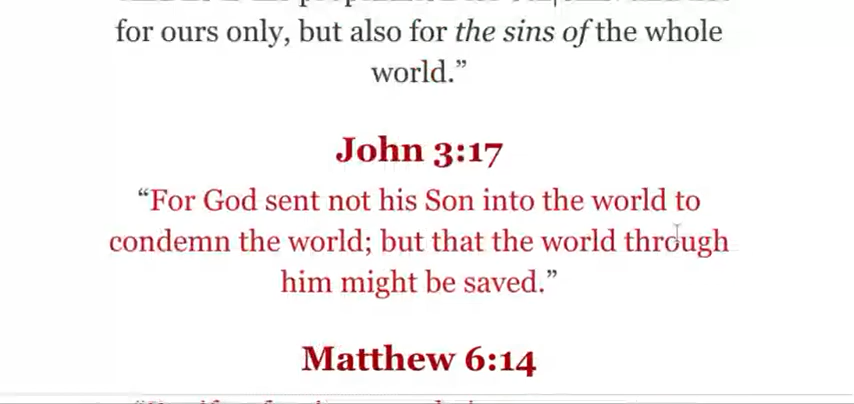 for ours only, but also for the sins of the whole
world.”
John 3:17
“For God sent not his Son into the world to
condemn the world; but that the world through
him might be saved.”
Matthew 6:14